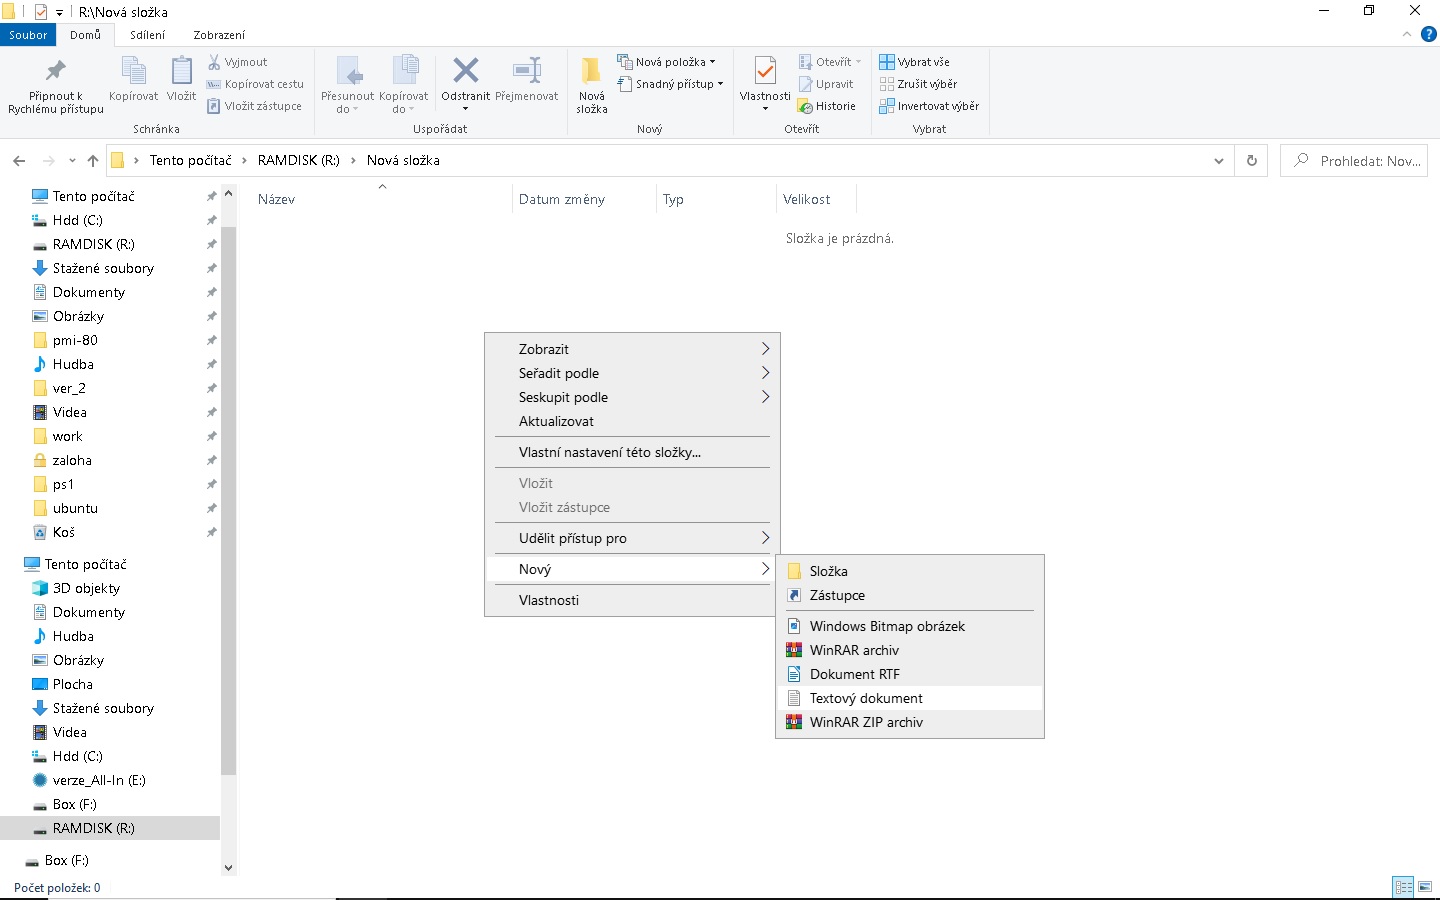 R:\Nová složka
Soubor Domů Sdílení Zobrazení
Připnout k
Rychlému přístupu
Kopírovat
Vložit
Vyjmout
Kopírovat cestu
Vložit zástupce
Schránka
Přesunout
do
Kopírovat
do
Odstranit
Přejmenovat
Uspořádat
Nová
složka
Nová položka
Snadný přístup
Nový
Vlastnosti
Otevřít
Upravit
Historie
Otevřít
Vybrat vše
Zrušit výběr
Invertovat výběr
Vybrat
Tento počítač > RAMDISK (R:) > Nová složka
Prohledat: Nov...
Tento počítač
Hdd (C:)
RAMDISK (R:)
Stažené soubory
Dokumenty
Obrázky
pmi-80
Hudba
ver_2
Videa
work
zaloha
ps1
ubuntu
Koš
Tento počítač
3D objekty
Dokumenty
Hudba
Obrázky
Plocha
Stažené soubory
Videa
Hdd (C:)
verze_All-In (E:)
Box (F:)
RAMDISK (R:)
Box (F:)
Název Datum změny Typ Velikost
Složka je prázdná.
Zobrazit
Seřadit podle
Seskupit podle
Aktualizovat
Vlastní nastavení této složky...
Vložit
Vložit zástupce
Udělit přístup pro
Nový
Vlastnosti
Složka
Zástupce
Windows Bitmap obrázek
WinRAR archiv
Dokument RTF
Textový dokument
WinRAR ZIP archiv
Počet položek: 0